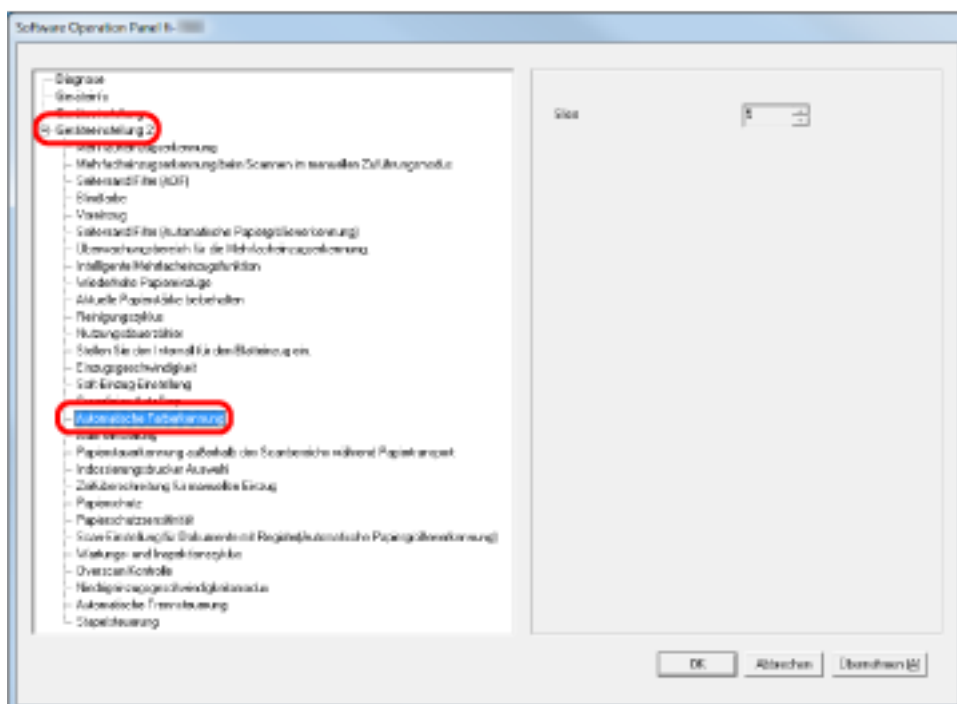 Software Operation Panel fi-
Diagnose
Geräteinfo
Geräteeinstellung 2
Mehrfacheinzugserkennung beim Scannen im manuellen Zuführungsmodus
Seitenrand Filter (ADF)
Blindfarbe
Voreinzug
Seitenrand Filter (Automatische Papiergrößenerkennung)
Überwachungsbereich für die Mehrfacheinzugserkennung
Intelligente Mehrfacheinzugsfunktion
Wiederholte Papiereinzüge
Aktuelle Papierstärke beibehalten
Reinigungszyklus
Nutzungsdauerzähler
Stellen Sie den Intervall für den Blatteinzug ein.
Einzugsgeschwindigkeit
Soft-Einzug Einstellung
Automatische Farberkennung
Papierstauerkennung außerhalb des Scanbereichs während Papiertransport
Indossierungsdrucker Auswahl
Zeitüberschreitung für manuellen Einzug
Papierschutz
Papierschutzsensitivität
Scan-Einstellung für Dokumente mit Register(Automatische Papiergrößenerkennung)
Wartungs- und Inspektionszyklus
Overscan Kontrolle
Niedrigeinzugsgeschwindigkeitsmodus
Automatische Trennsteuerung
Stapelsteuerung
OK
Abbrechen
Übernehmen (A)